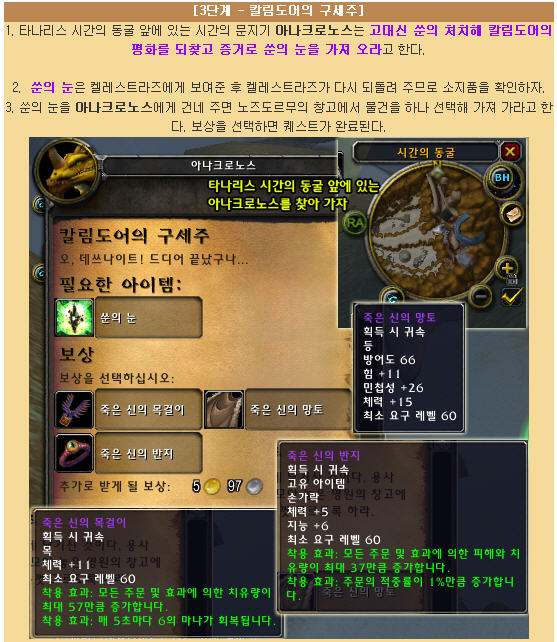 [3단계 - 칼림도어의 구세주]
1. 타나리스 시간의 동굴 앞에 있는 시간의 문지기 아나크로노스는 고대신 쑨의 처치해 칼림도어의
평화를 되찾고 증거로 쑨의 눈을 가져 오라고 한다.
2. 쑨의 눈은 켈레스트라즈에게 보여준 후 켈레스트라즈가 다시 되돌려 주므로 소지품을 확인하자.
3. 쑨의 눈을 아나크로노스에게 건네 주면 노즈도르무의 창고에서 물건을 하나 선택해 가져 가라고 한
다. 보상을 선택하면 퀘스트가 완료된다.
아나크로노스
타나리스 시간의 동굴 앞에 있는
아나크로노스를 찾아 가자
시간의 동굴
BH
RA
칼림도어의 구세주
오, 데쓰나이트! 드디어 끝났구나...
필요한 아이템:
쑨의 눈
보상
보상을 선택하십시오:
죽은 신의 목걸이
죽은 신의 망토
죽은 신의 반지
추가로 받게 될 보상: 5 97
죽은 신의 망토
획득 시 귀속
등
방어도 66
힘 +11
민첩성 +26
체력 +15
최소 요구 레벨 60
죽은 신의 반지
획득 시 귀속
고유 아이템
손가락
체력 +5
지능 +6
최소 요구 레벨 60
착용 효과: 모든 주문 및 효과에 의한 피해와 치
유량이 최대 37만큼 증가합니다.
착용 효과: 주문의 적중률이 1%만큼 증가합니
다.
죽은 신의 목걸이
획득 시 귀속
목
체력 +11
최소 요구 레벨 60
착용 효과: 모든 주문 및 효과에 의한 치유량이
최대 57만큼 증가합니다.
착용 효과: 매 5초마다 6의 마나가 회복됩니다.